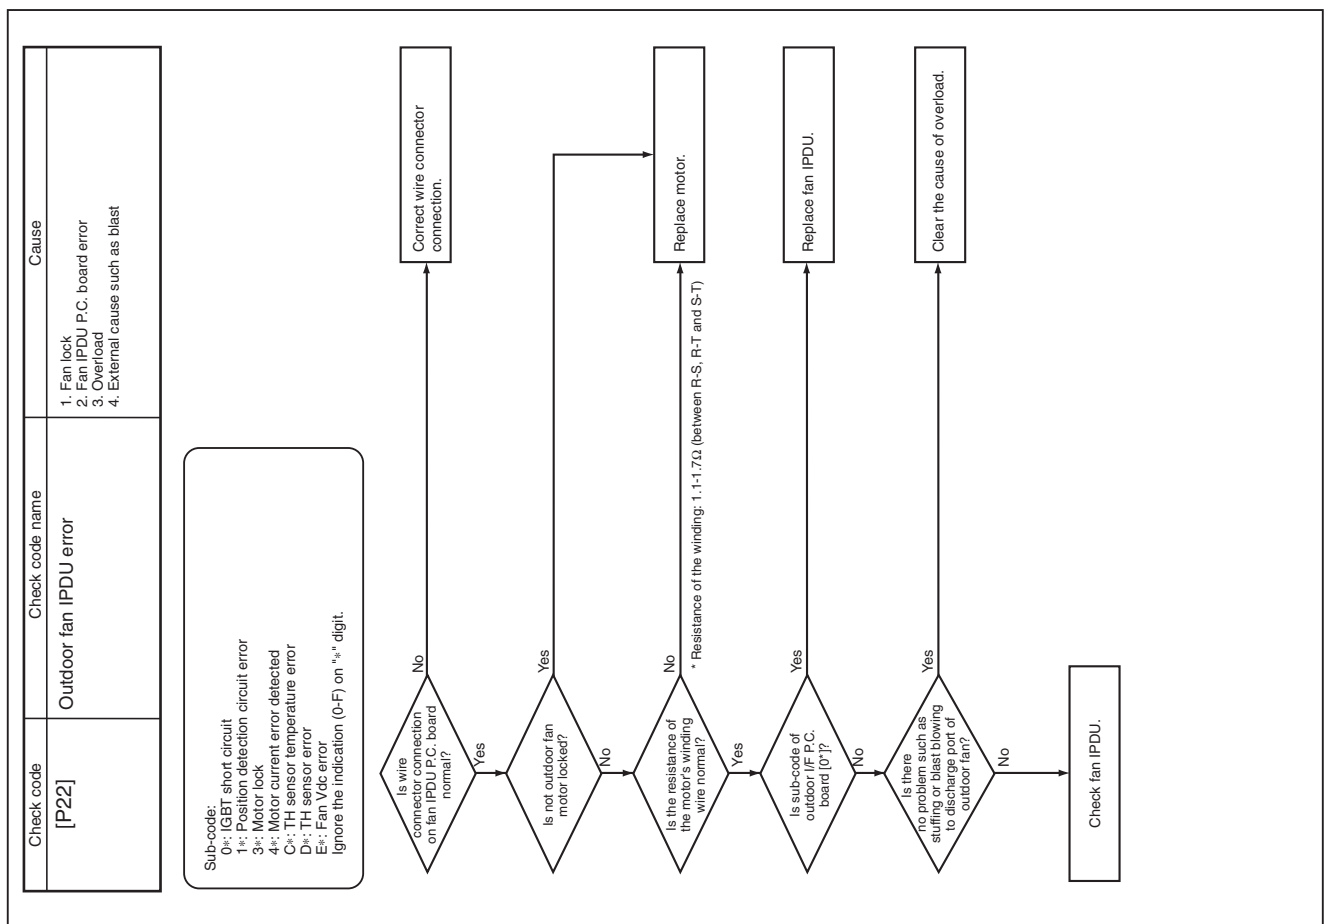 Check code
Check code name
Cause
[P22]
Outdoor fan IPDU error
1. Fan lock
2. Fan IPDU P.C. board error
3. Overload
4. External cause such as blast
Sub-code:
0*: IGBT short circuit
1*: Position detection circuit error
3*: Motor lock
4*: Motor current error detected
C*: TH sensor temperature error
D*: TH sensor error
E*: Fan Vdc error
Ignore the indication (0-F) on "*" digit.
Is wire
connector connection
on fan IPDU P.C. board
normal?
No
Correct wire connector
connection.
Yes
Is not outdoor fan
motor locked?
Yes
No
Is the resistance of
the motor's winding
wire normal?
No
Replace motor.
* Resistance of the winding: 1.1-1.7Ω (between R-S, R-T and S-T)
Yes
Is sub-code of
outdoor I/F P.C.
board [0*]?
Yes
Replace fan IPDU.
No
Is there
no problem such as
stuffing or blast blowing
to discharge port of
outdoor fan?
Yes
Clear the cause of overload.
No
Check fan IPDU.